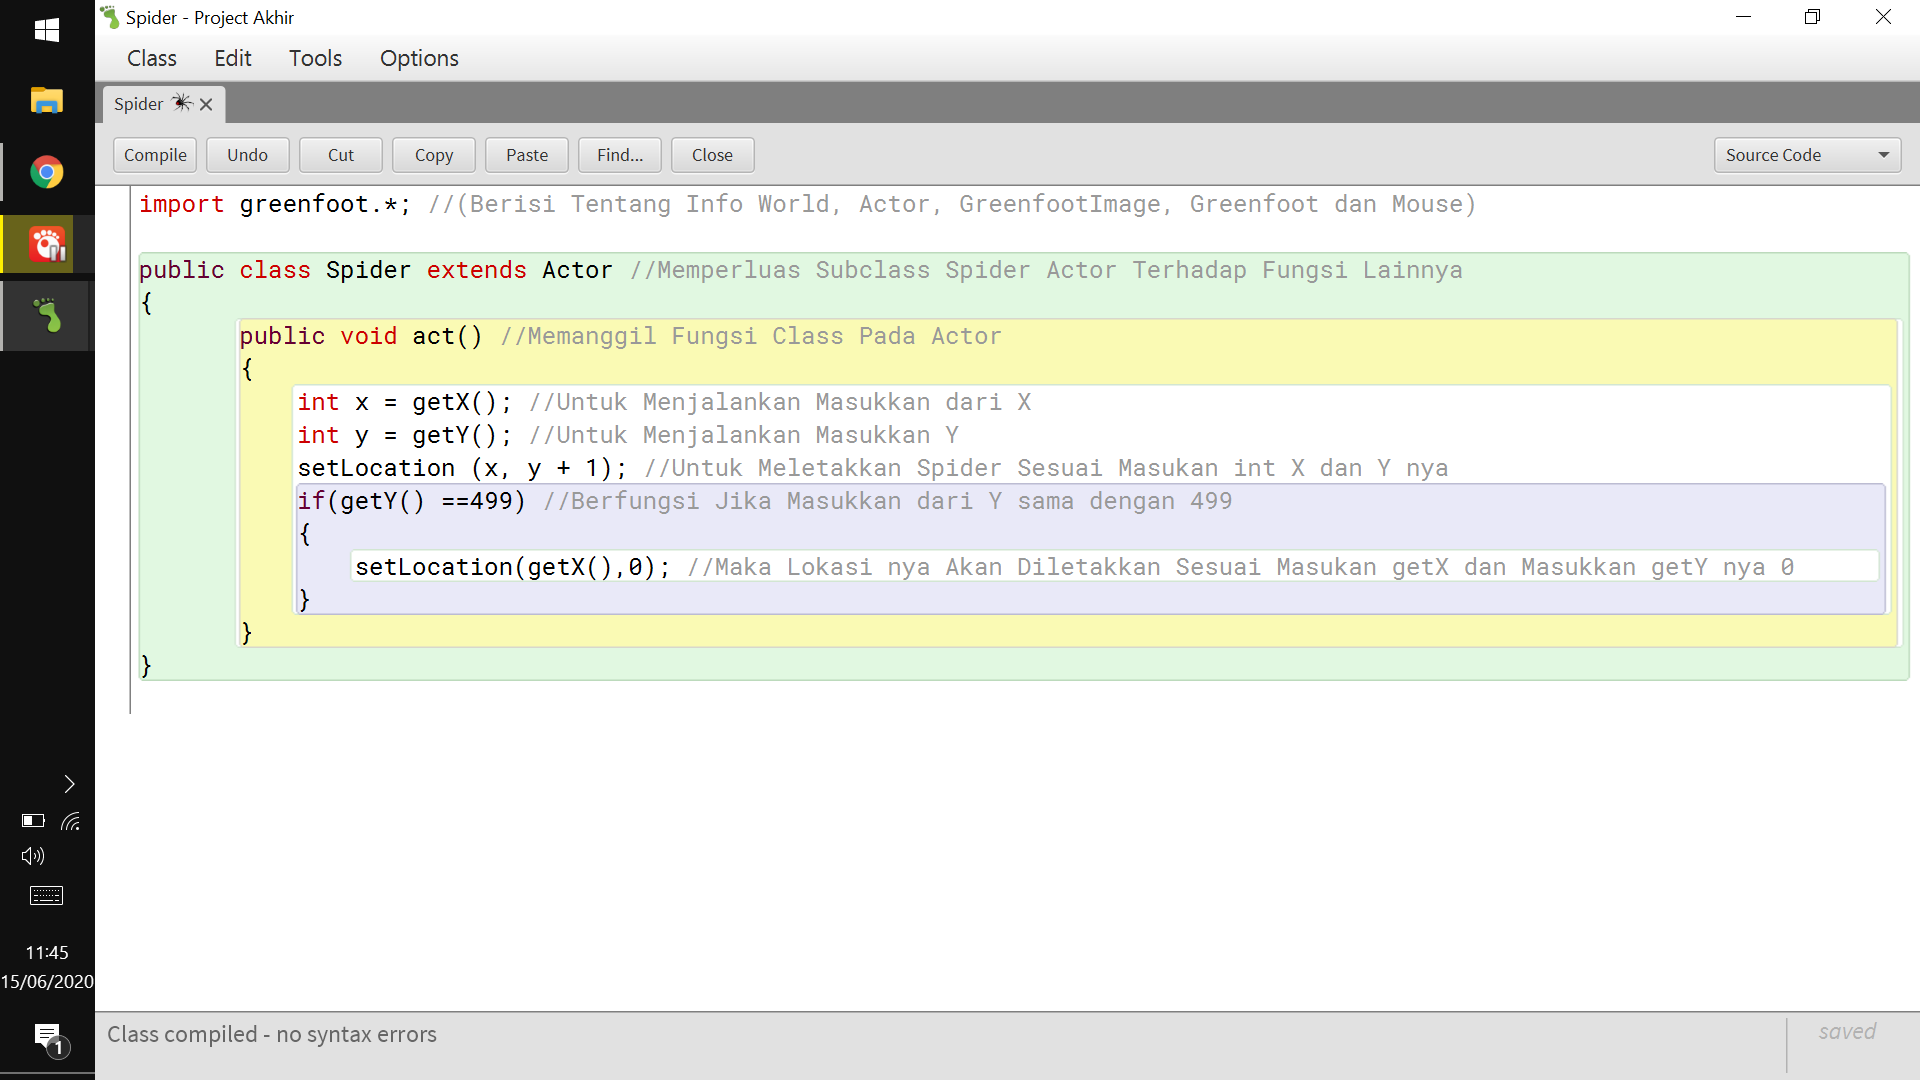 Spider - Project Akhir
Class Edit Tools Options
Spider
Compile Undo Cut Copy Paste Find... Close Source Code
import greenfoot.*; //(Berisi Tentang Info World, Actor, GreenfootImage, Greenfoot dan Mouse)
public class Spider extends Actor //Memperluas Subclass Spider Actor Terhadap Fungsi Lainnya
{
public void act() //Memanggil Fungsi Class Pada Actor
{
int x = getX(); //Untuk Menjalankan Masukkan dari X
int y = getY(); //Untuk Menjalankan Masukkan Y
setLocation (x, y + 1); //Untuk Meletakkan Spider Sesuai Masukan int X dan Y nya
if(getY() ==499) //Berfungsi Jika Masukkan dari Y sama dengan 499
{
setLocation(getX(),0); //Maka Lokasi nya Akan Diletakkan Sesuai Masukan getX dan Masukkan getY nya 0
}
}
}
11:45
15/06/2020
1
Class compiled - no syntax errors
saved